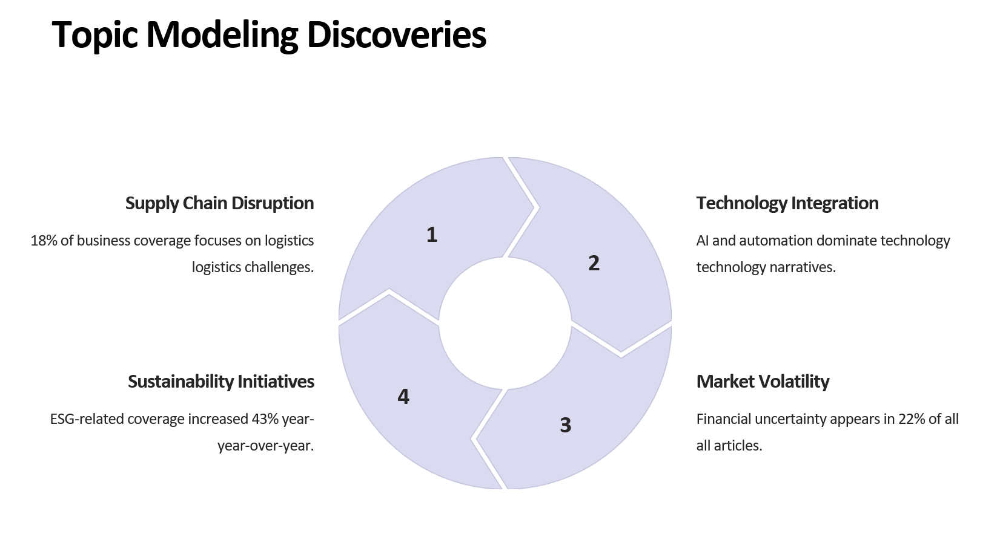 Topic Modeling Discoveries
Supply Chain Disruption
18% of business coverage focuses on logistics
logistics challenges.
1
Technology Integration
AI and automation dominate technology
technology narratives.
2
Sustainability Initiatives
ESG-related coverage increased 43% year-
year-over-year.
4
Market Volatility
Financial uncertainty appears in 22% of all
all articles.
3